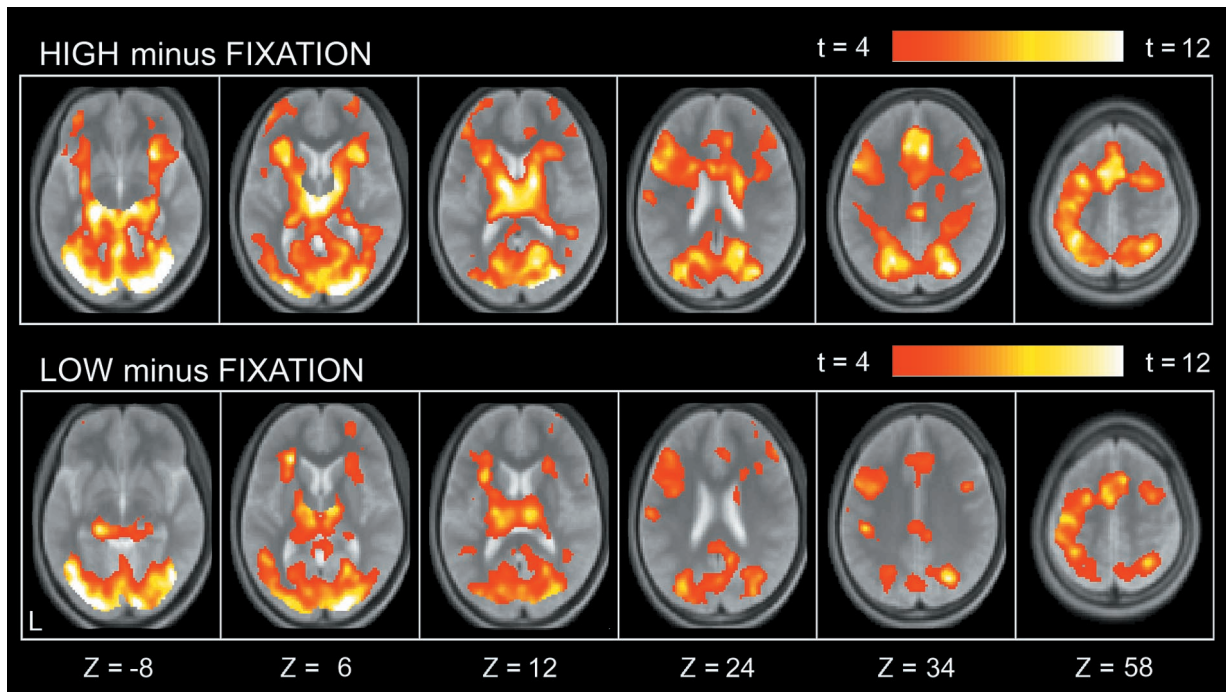 HIGH minus FIXATION
t = 4
t = 12
LOW minus FIXATION
t = 4
t = 12
L
Z = -8
Z = 6
Z = 12
Z = 24
Z = 34
Z = 58